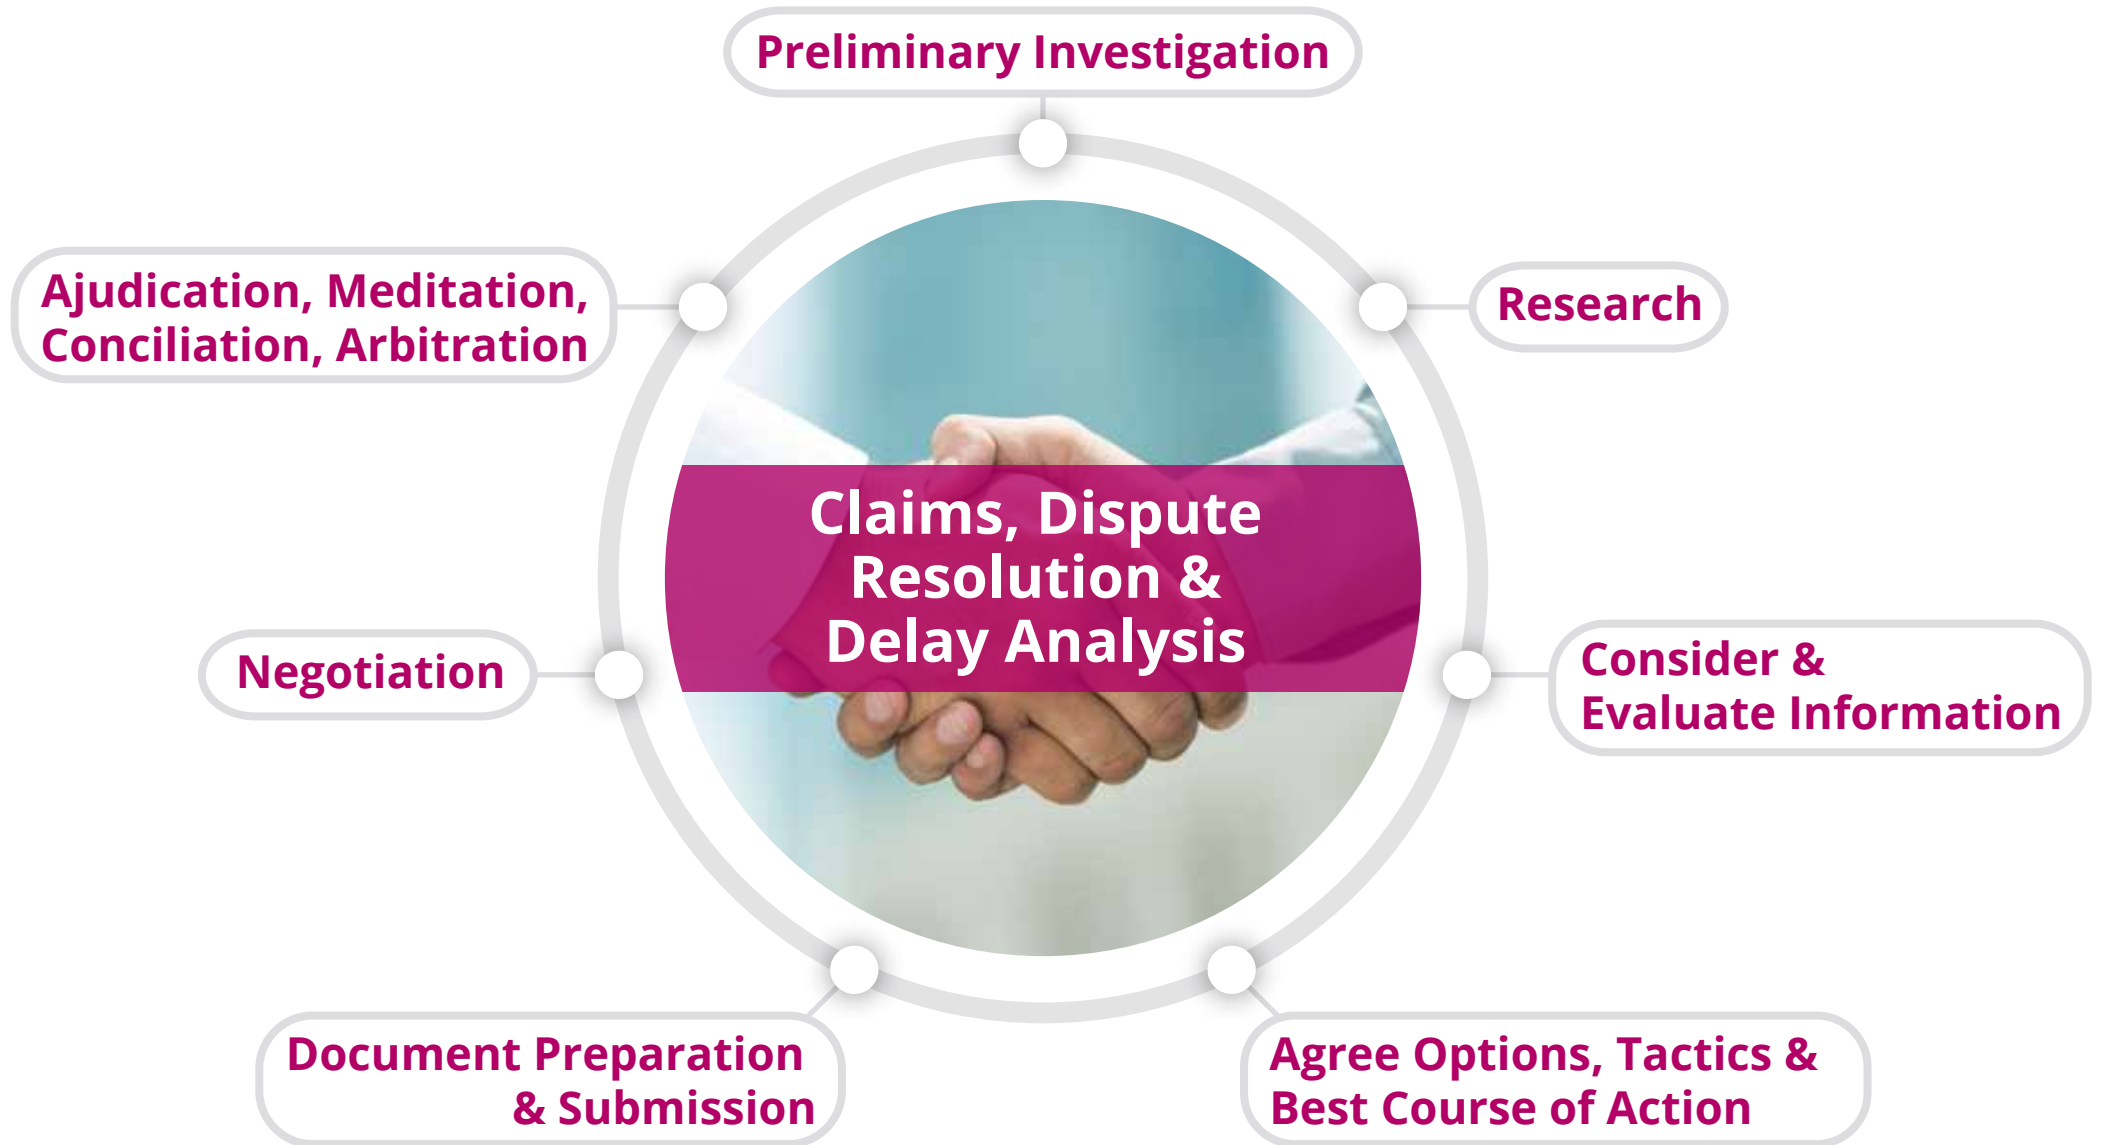 Preliminary Investigation
Research
Consider &
Evaluate Information
Agree Options, Tactics &
Best Course of Action
Document Preparation
& Submission
Negotiation
Ajudication, Meditation,
Conciliation, Arbitration
Claims, Dispute
Resolution &
Delay Analysis